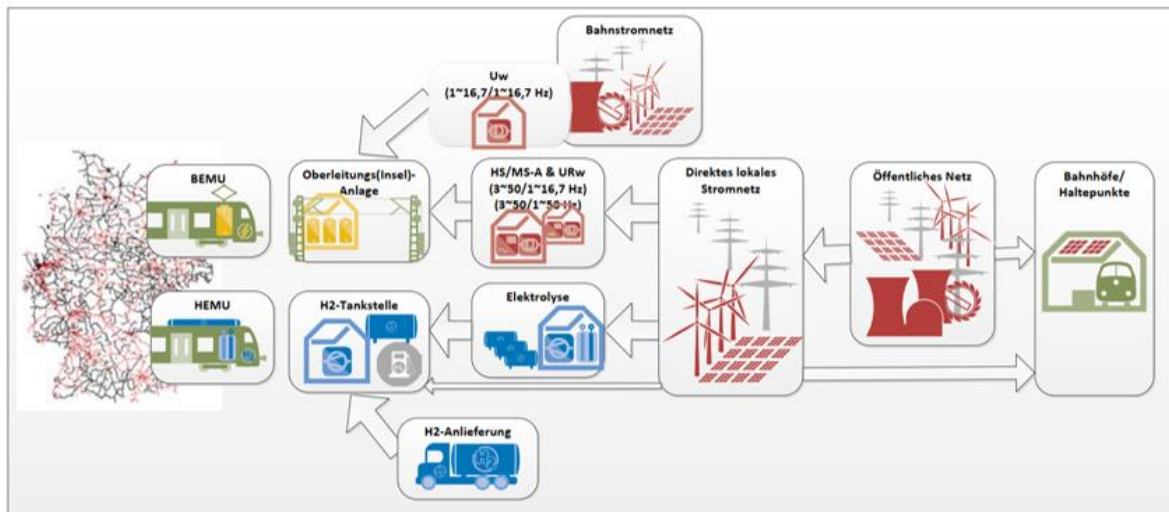 Bahnstromnetz
Uw
(1~16,7/1~16,7 Hz)
BEMU
Oberleitungs(Insel)-
Anlage
HS/MS-A & URw
(3~50/1~16,7 Hz)
(3~50/1~50 Hz)
Direktes lokales
Stromnetz
Öffentliches Netz
Bahnhöfe/
Haltepunkte
HEMU
H2-Tankstelle
Elektrolyse
H2-Anlieferung